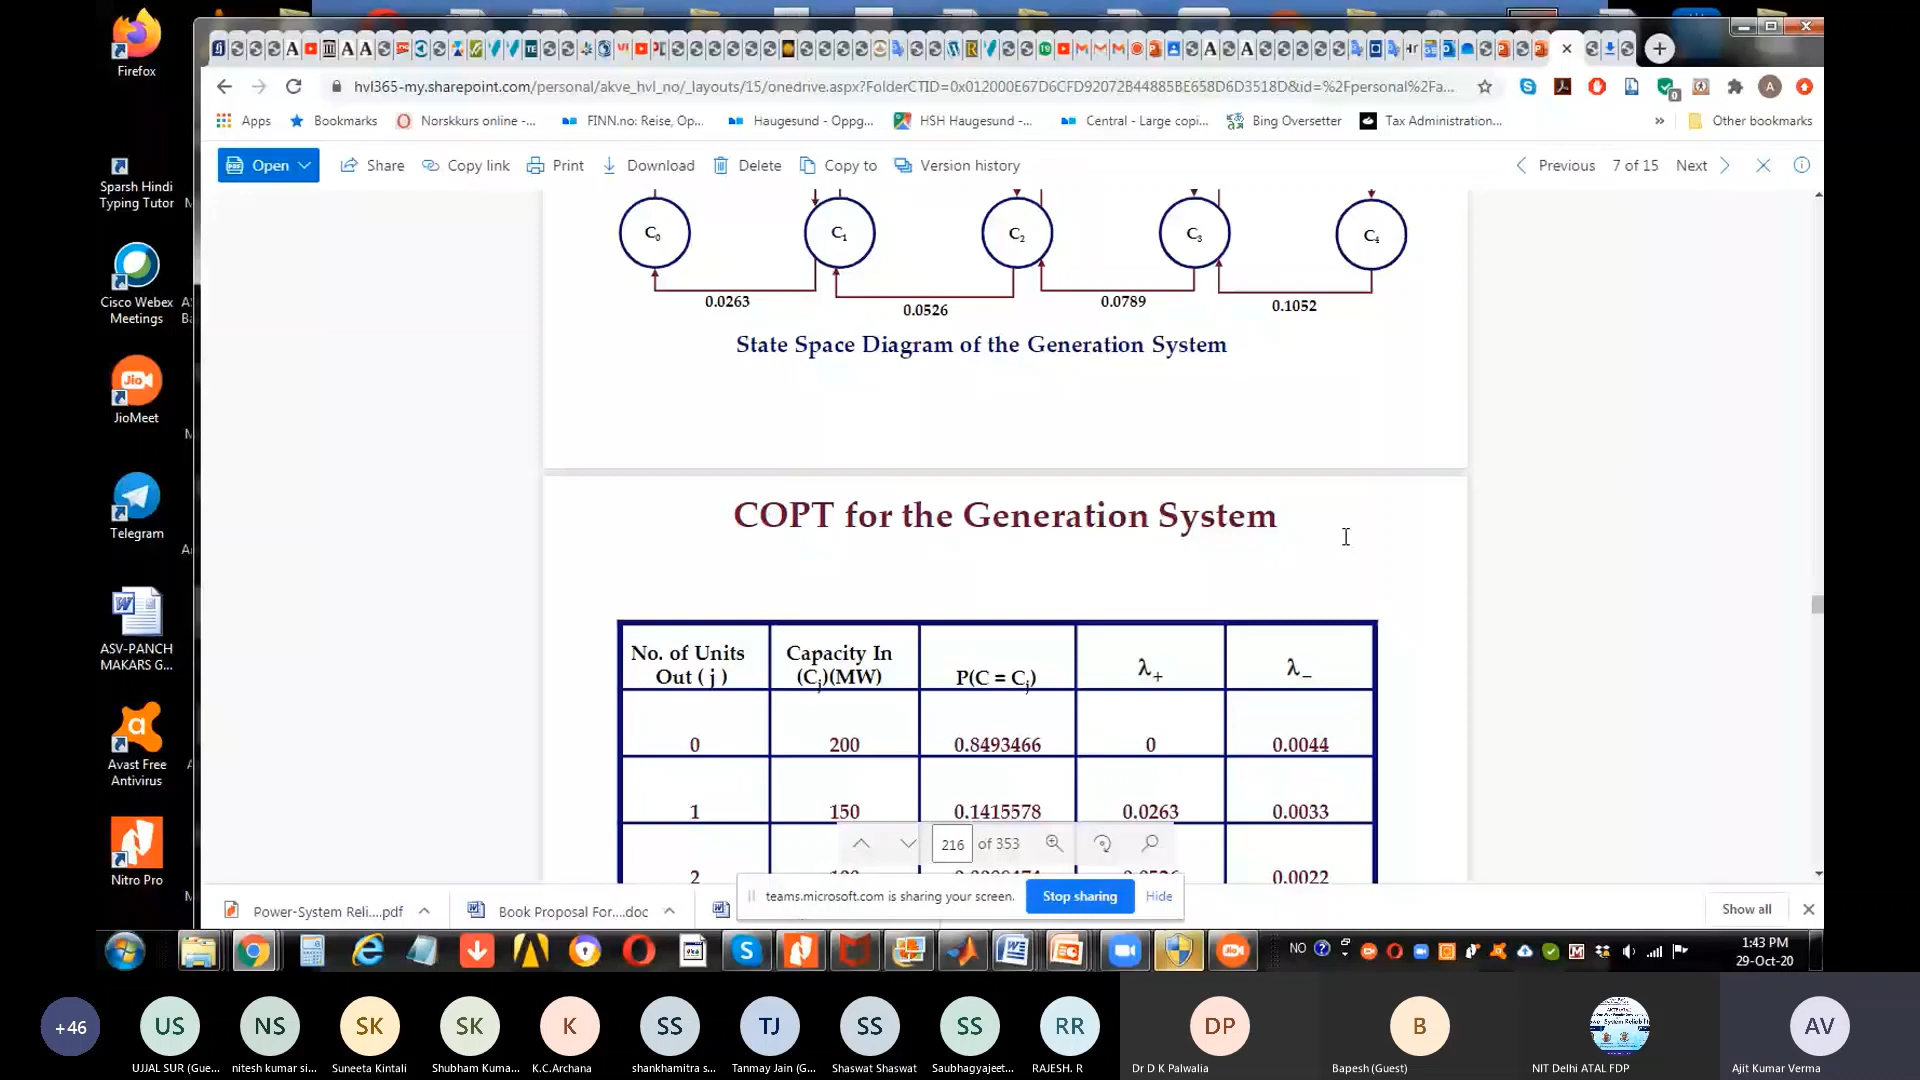 Firefox
hvl365-my.sharepoint.com/personal/akve_hvl_no/_layouts/15/onedrive.aspx?FolderCTID=0x012000E67D6CFD92072B44885BE658D6D3518D&id=%2Fpersonal%2Fa...
Apps
Bookmarks
Norskkurs online -...
FINN.no: Reise, Op...
Haugesund - Oppg...
HSH Haugesund -...
Central - Large copi...
Bing Oversetter
Tax Administration...
»
Other bookmarks
Open
Share
Copy link
Print
Download
Delete
Copy to
Version history
Previous
7 of 15
Next
Sparsh Hindi
Typing Tutor
Cisco Webex
Meetings
JioMeet
Telegram
ASV-PANCH
MAKARS G...
Avast Free
Antivirus
Nitro Pro
C0
C1
C2
C3
C4
0.0263
0.0526
0.0789
0.1052
State Space Diagram of the Generation System
COPT for the Generation System
No. of Units
Out ( j )
Capacity In
(Cj)(MW)
P(C = Cj)
λ+
λ−
0 200 0.8493466 0 0.0044
1 150 0.1415578 0.0263 0.0033
2 0.0022
216 of 353
teams.microsoft.com is sharing your screen.
Stop sharing
Hide
Power-System Reli....pdf
Book Proposal For....doc
Show all
NO
1:43 PM
29-Oct-20
+46
US
NS
SK
SK
K
SS
TJ
SS
SS
RR
DP
B
AV
UJJAL SUR (Gue...
nitesh kumar si...
Suneeta Kintali
Shubham Kuma...
K.C.Archana
shankhamitra s...
Tanmay Jain (G...
Shaswat Shaswat
Saubhagyajeet...
RAJESH. R
Dr D K Palwalia
Bapesh(Guest)
NIT Delhi ATAL FDP
Ajit Kumar Verma